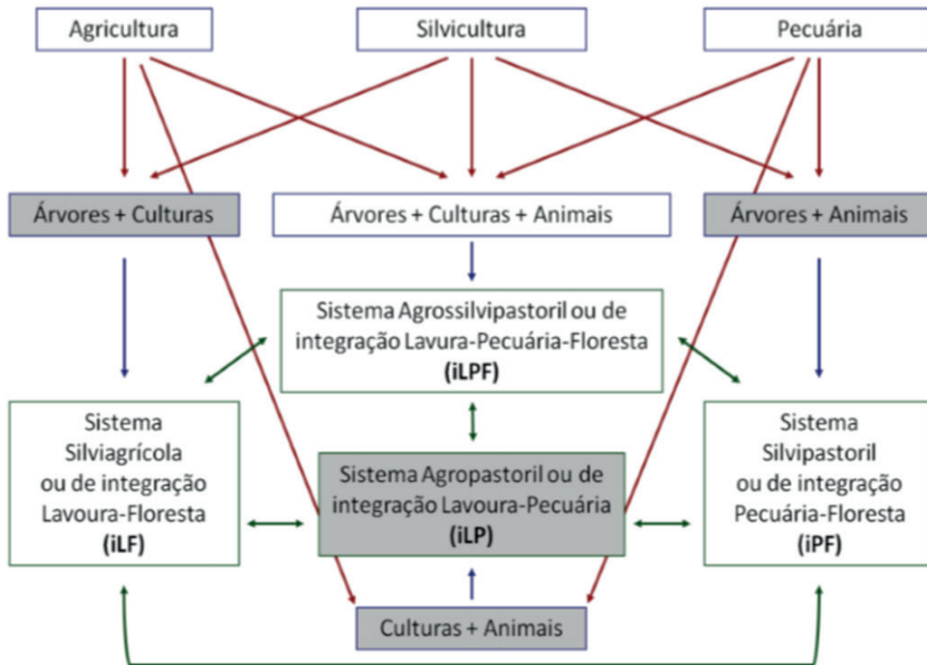 Agricultura
Silvicultura
Pecuária
Árvores + Culturas
Árvores + Culturas + Animais
Árvores + Animais
Sistema Agrossilvipastoril ou de
integração Lavura-Pecuária-Floresta
(iLPF)
Sistema
Silviagrícola
ou de integração
Lavoura-Floresta
(iLF)
Sistema Agropastoril ou de
integração Lavoura-Pecuária
(iLP)
Sistema
Silvipastoril
ou de integração
Pecuária-Floresta
(iPF)
Culturas + Animais